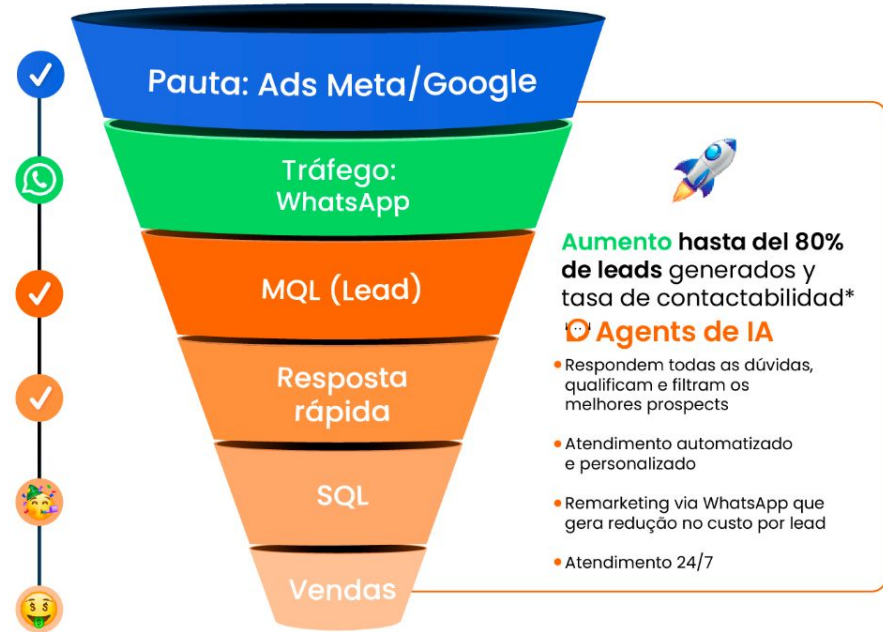 Pauta: Ads Meta/Google
Tráfego:
WhatsApp
MQL (Lead)
Resposta
rápida
SQL
Vendas
Aumento hasta del 80%
de leads generados y
tasa de contactabilidad*
Agents de IA
• Respondem todas as dúvidas,
qualificam e filtram os
melhores prospects
• Atendimento automatizado
e personalizado
• Remarketing via WhatsApp que
gera redução no custo por lead
• Atendimento 24/7